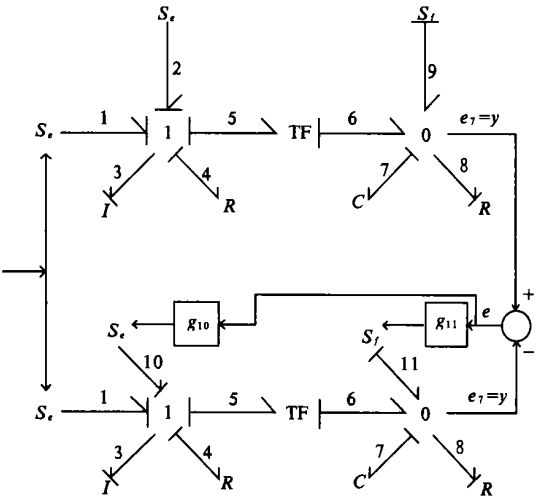 Se Sf
2 9
Se 1 1 5 TF 6 0 e7=y
3 4 7 8
I R C R
+
Se g10 Sf g11 e
−
10 11
Se 1 1 5 TF 6 0 e7=y
3 4 7 8
I R C R